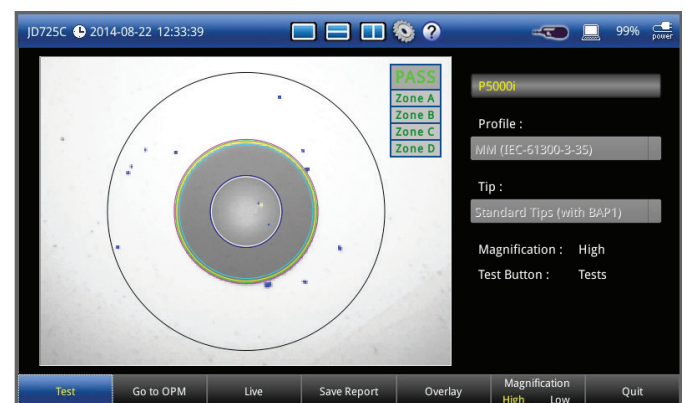 JD725C 2014-08-22 12:33:39
? 99% power
PASS
Zone A
Zone B
Zone C
Zone D
P5000i
Profile :
MM (IEC-61300-3-35)
Tip :
Standard Tips (with BAP1)
Magnification : High
Test Button : Tests
Test
Go to OPM
Live
Save Report
Overlay
Magnification
High Low
Quit